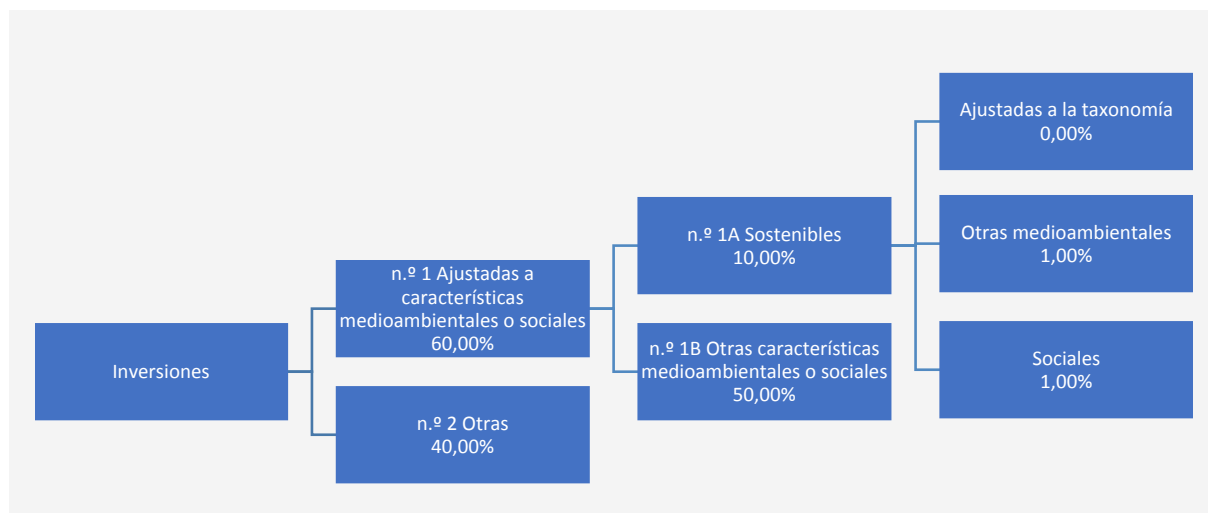 Inversiones
n.º 1 Ajustadas a
características
medioambientales o sociales
60,00%
n.º 2 Otras
40,00%
n.º 1A Sostenibles
10,00%
n.º 1B Otras características
medioambientales o sociales
50,00%
Ajustadas a la taxonomía
0,00%
Otras medioambientales
1,00%
Sociales
1,00%